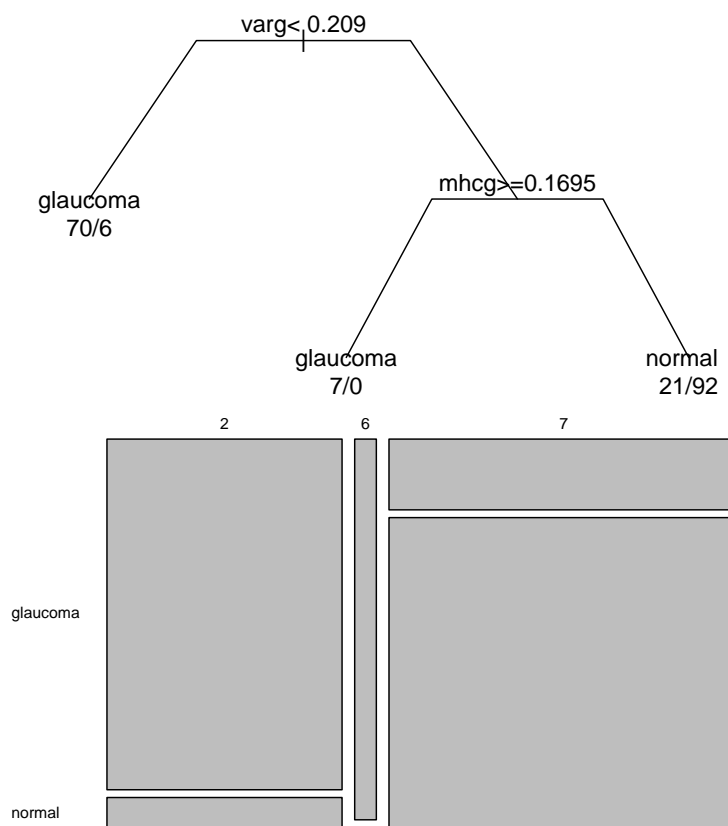 varg< 0.209
mhcg>=0.1695
glaucoma
70/6
glaucoma
7/0
normal
21/92
2 6 7
glaucoma
normal